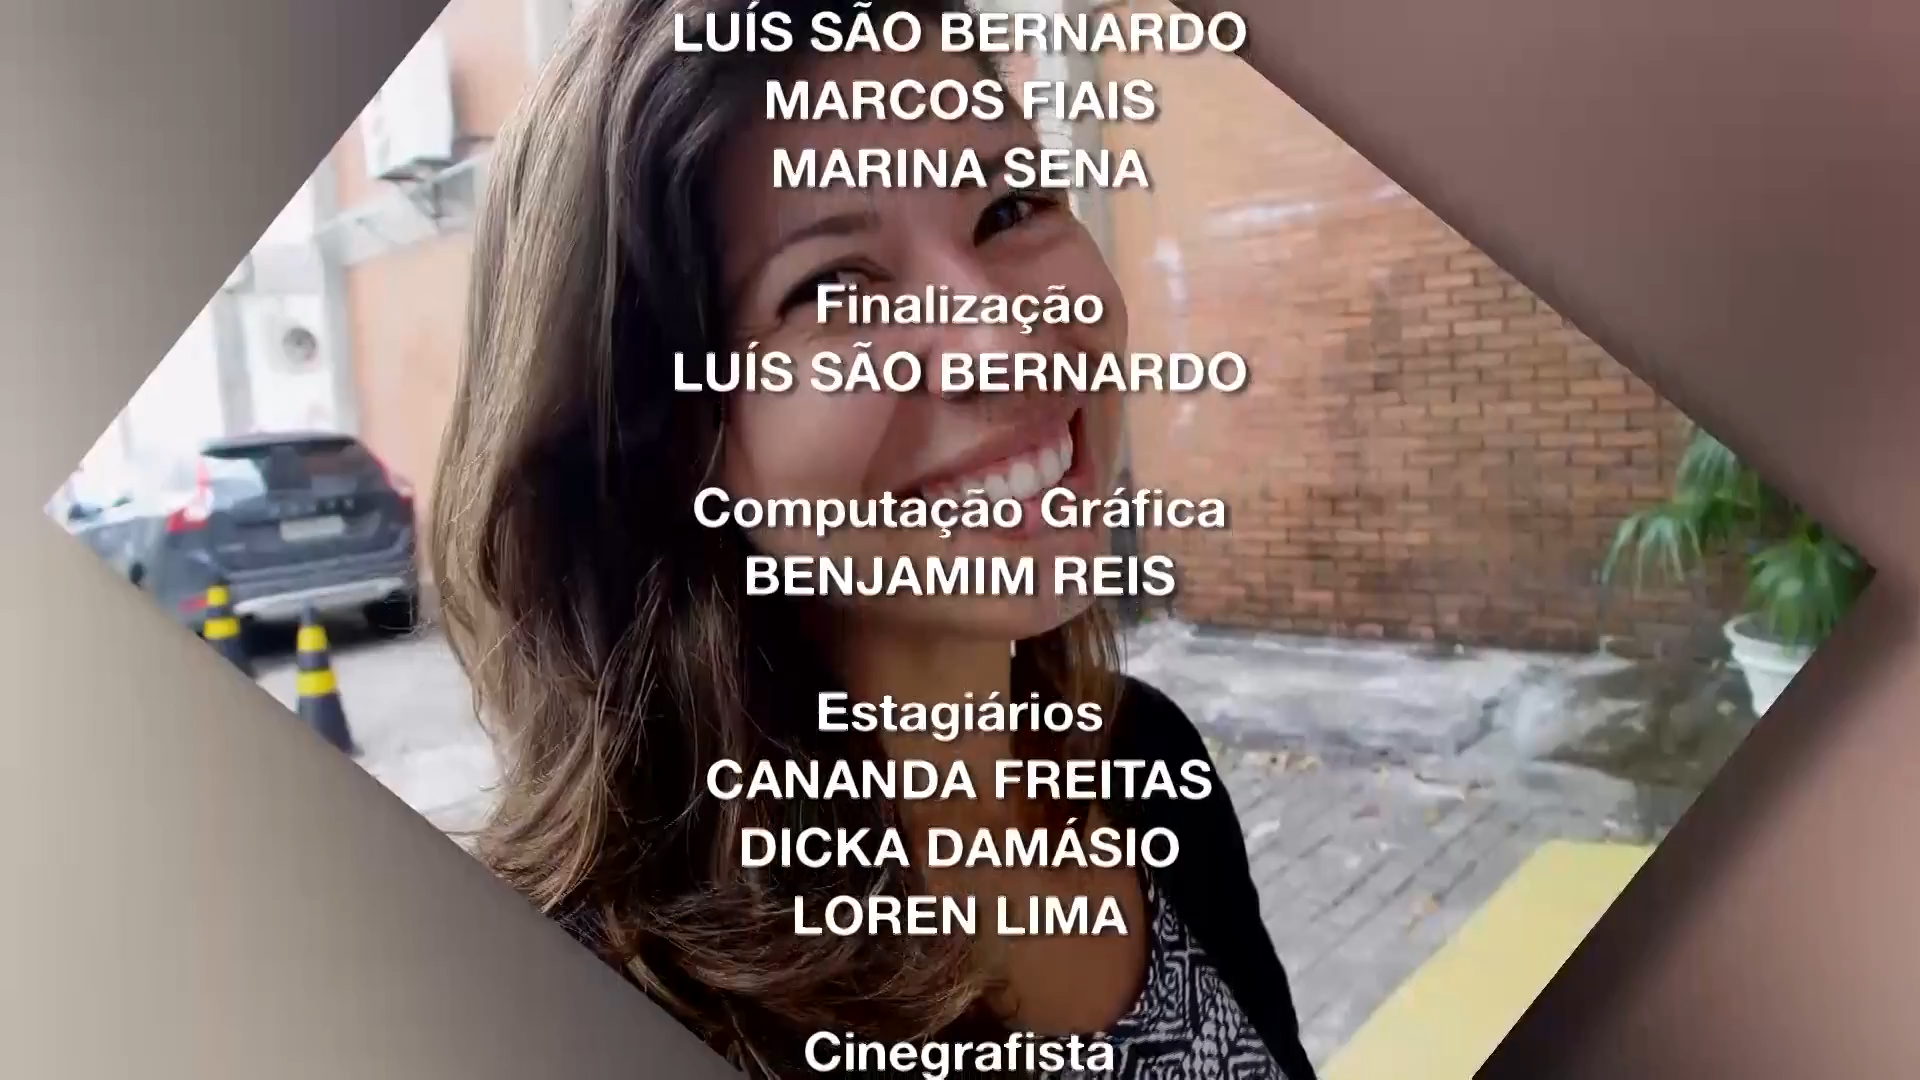 LUÍS SÃO BERNARDO
MARCOS FIAIS
MARINA SENA
Finalização
LUÍS SÃO BERNARDO
Computação Gráfica
BENJAMIM REIS
Estagiários
CANANDA FREITAS
DICKA DAMÁSIO
LOREN LIMA
Cinegrafista